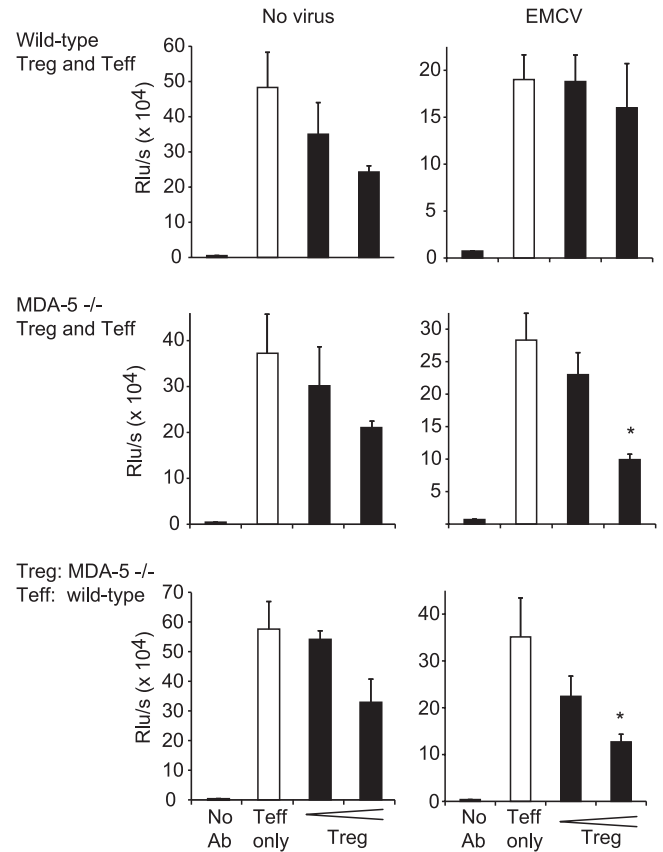 No virus
EMCV
Wild-type
Treg and Teff
Rlu/s (x 10⁴)
60
50
40
30
20
10
0
20
15
10
5
0
MDA-5 -/-
Treg and Teff
Rlu/s (x 10⁴)
40
30
20
10
0
30
25
20
15
10
5
*
Treg: MDA-5 -/-
Teff: wild-type
Rlu/s (x 10⁴)
70
60
50
40
30
20
10
0
40
30
20
10
0
*
No
Ab
Teff
only
Treg
No
Ab
Teff
only
Treg